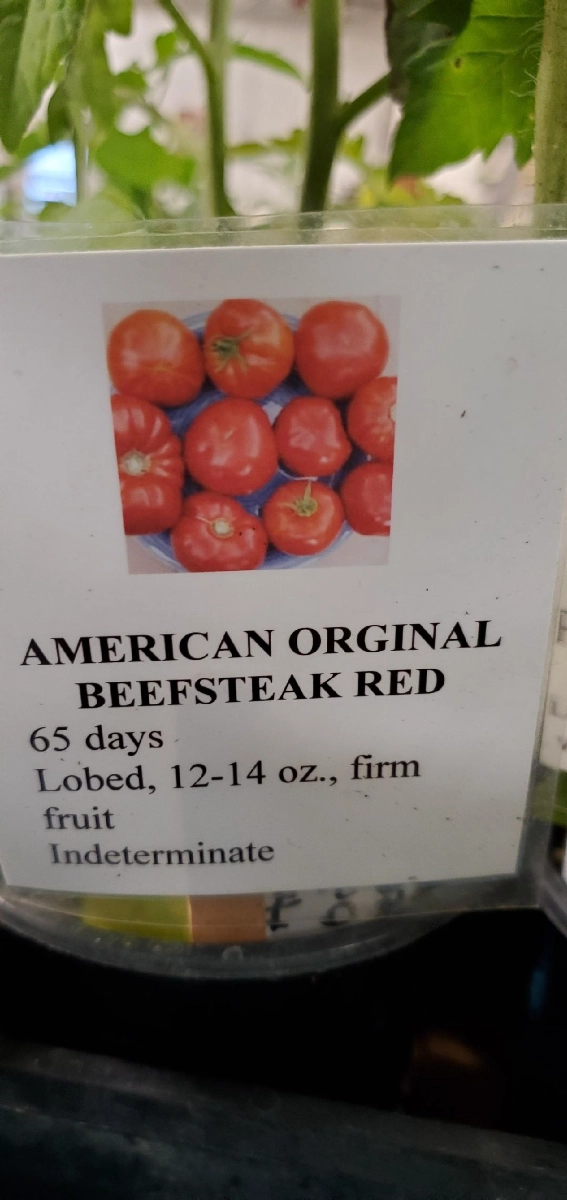 AMERICAN ORGINAL
BEEFSTEAK RED
65 days
Lobed, 12-14 oz., firm
fruit
Indeterminate